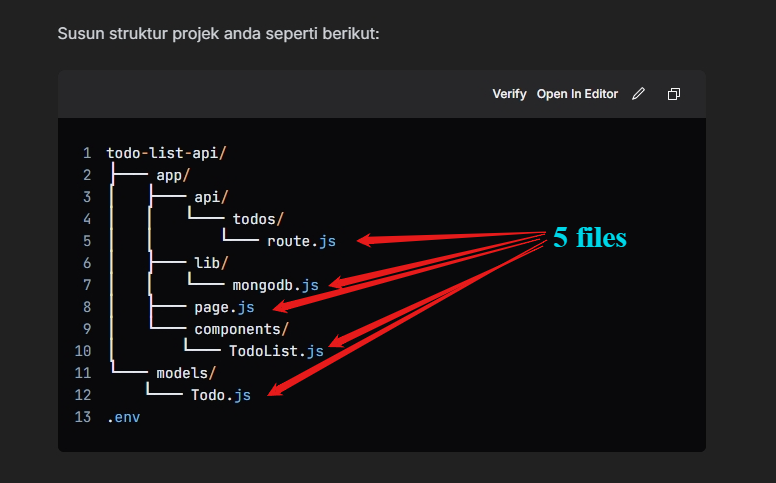 Susun struktur projek anda seperti berikut:
Verify Open In Editor
1 todo-list-api/
2 ├── app/
3 │ ├── api/
4 │ │ └── todos/
5 │ │ └── route.js
5 files
6 │ ├── lib/
7 │ │ └── mongodb.js
8 │ ├── page.js
9 │ └── components/
10 │ └── TodoList.js
11 └── models/
12 └── Todo.js
13 .env